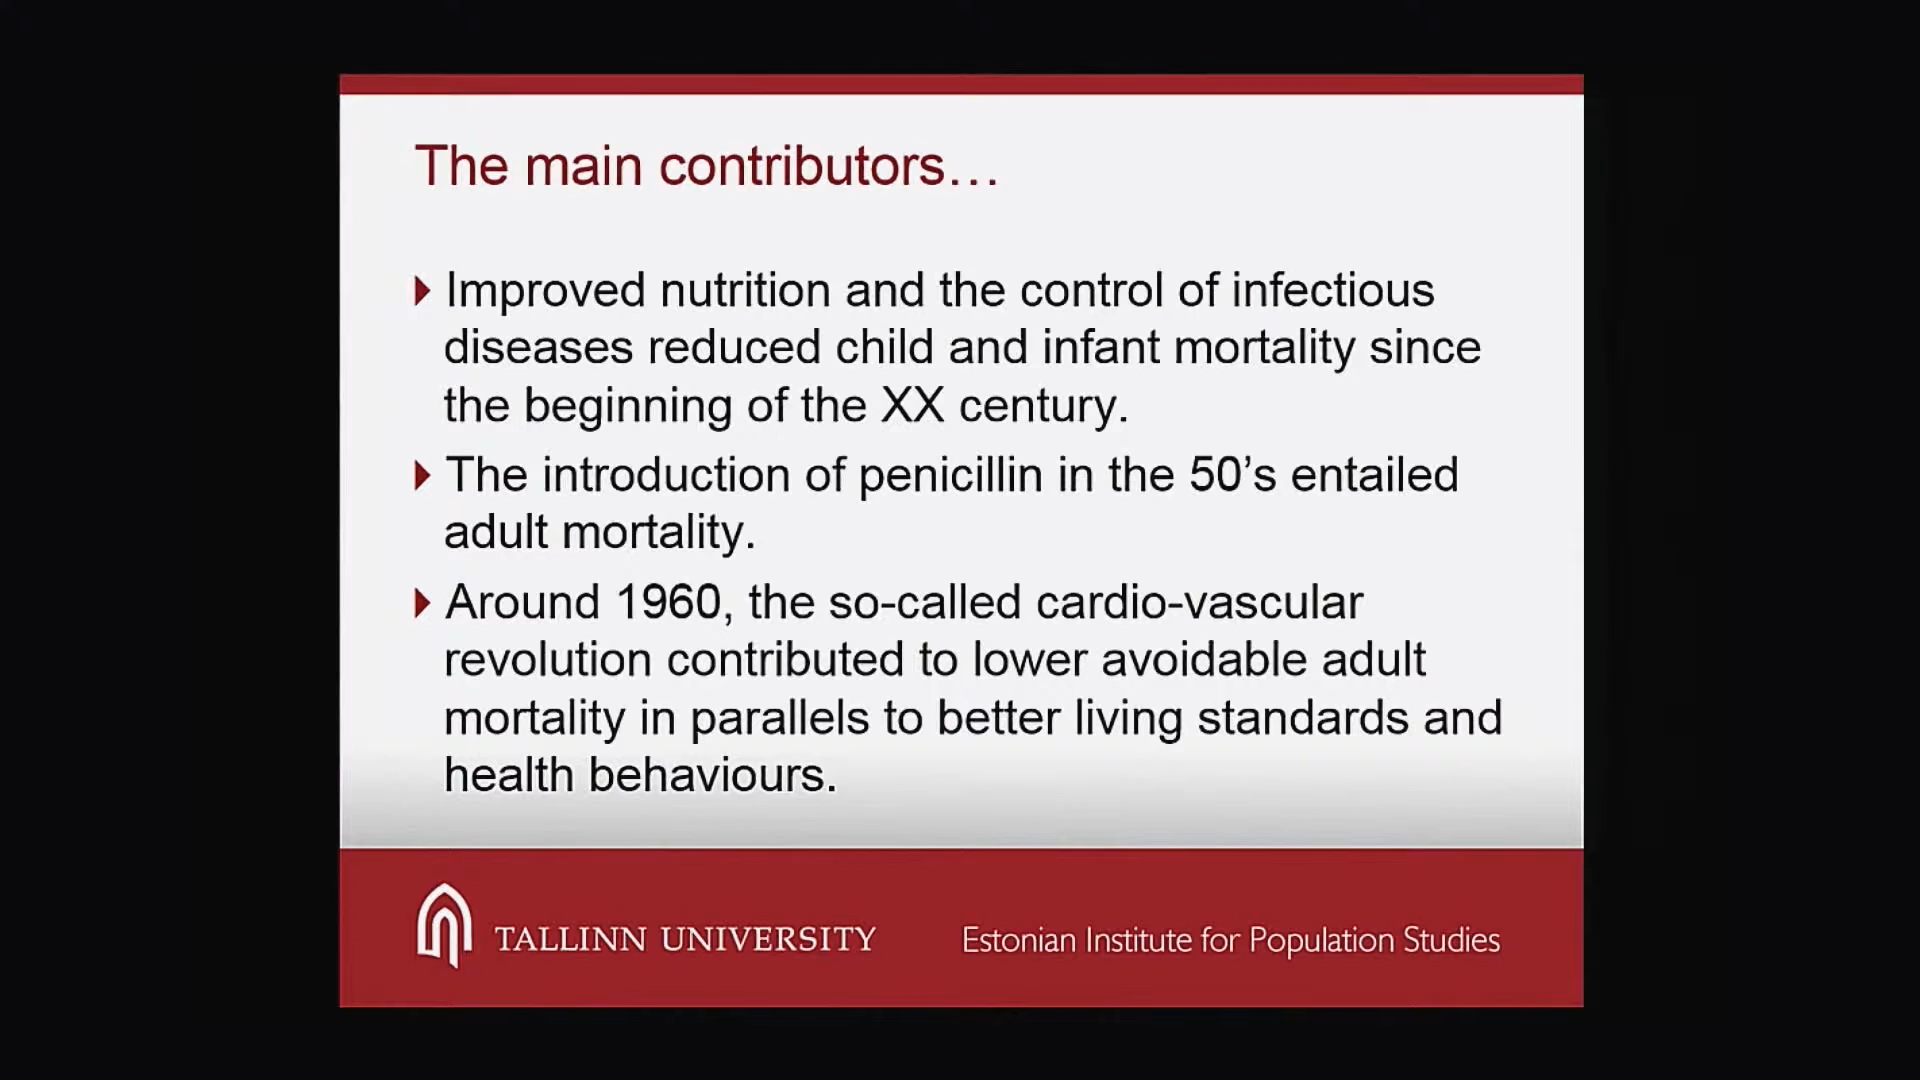 The main contributors…
Improved nutrition and the control of infectious
diseases reduced child and infant mortality since
the beginning of the XX century.
The introduction of penicillin in the 50’s entailed
adult mortality.
Around 1960, the so-called cardio-vascular
revolution contributed to lower avoidable adult
mortality in parallels to better living standards and
health behaviours.
TALLINN UNIVERSITY
Estonian Institute for Population Studies